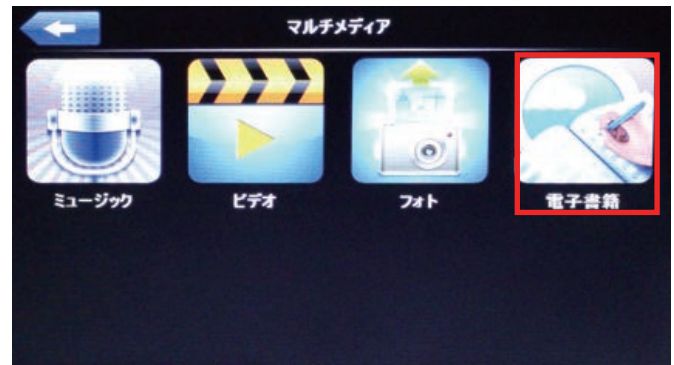 マルチメディア
ミュージック
ビデオ
フォト
電子書籍